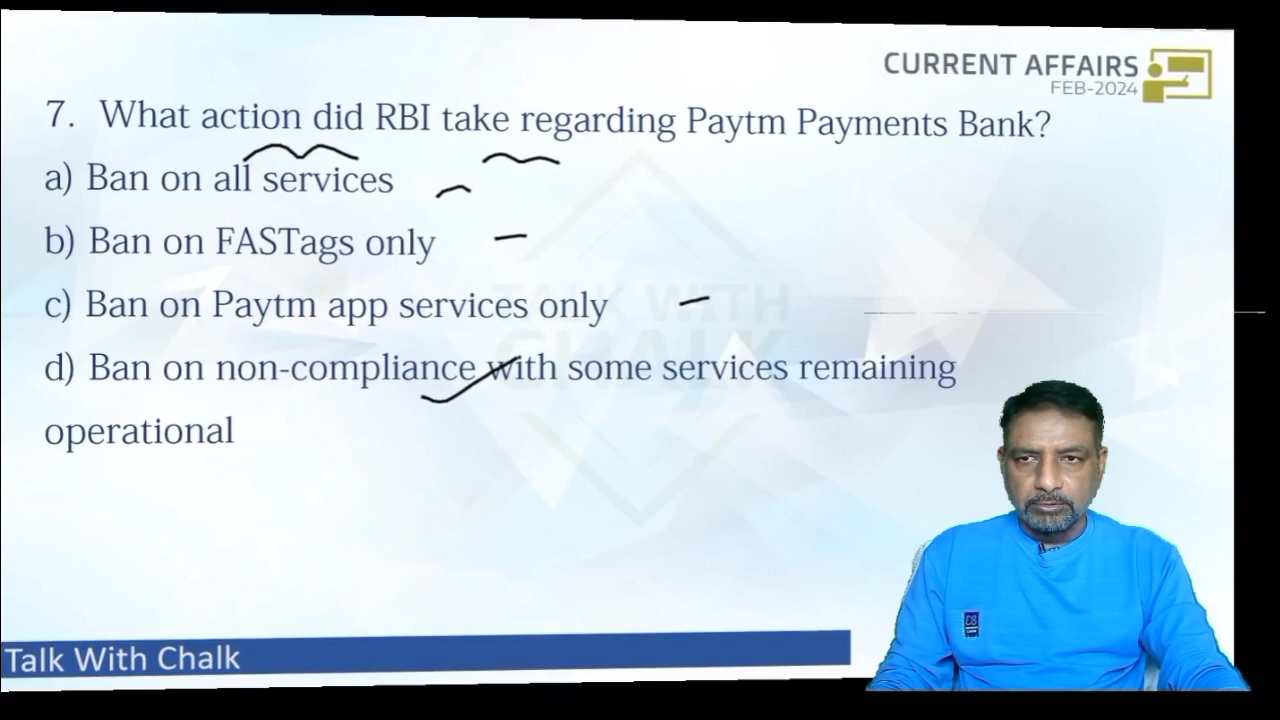 CURRENT AFFAIRS
FEB-2024
7. What action did RBI take regarding Paytm Payments Bank?
a) Ban on all services
b) Ban on FASTags only
c) Ban on Paytm app services only
d) Ban on non-compliance with some services remaining
operational
TALK WITH
CHALK
Talk With Chalk